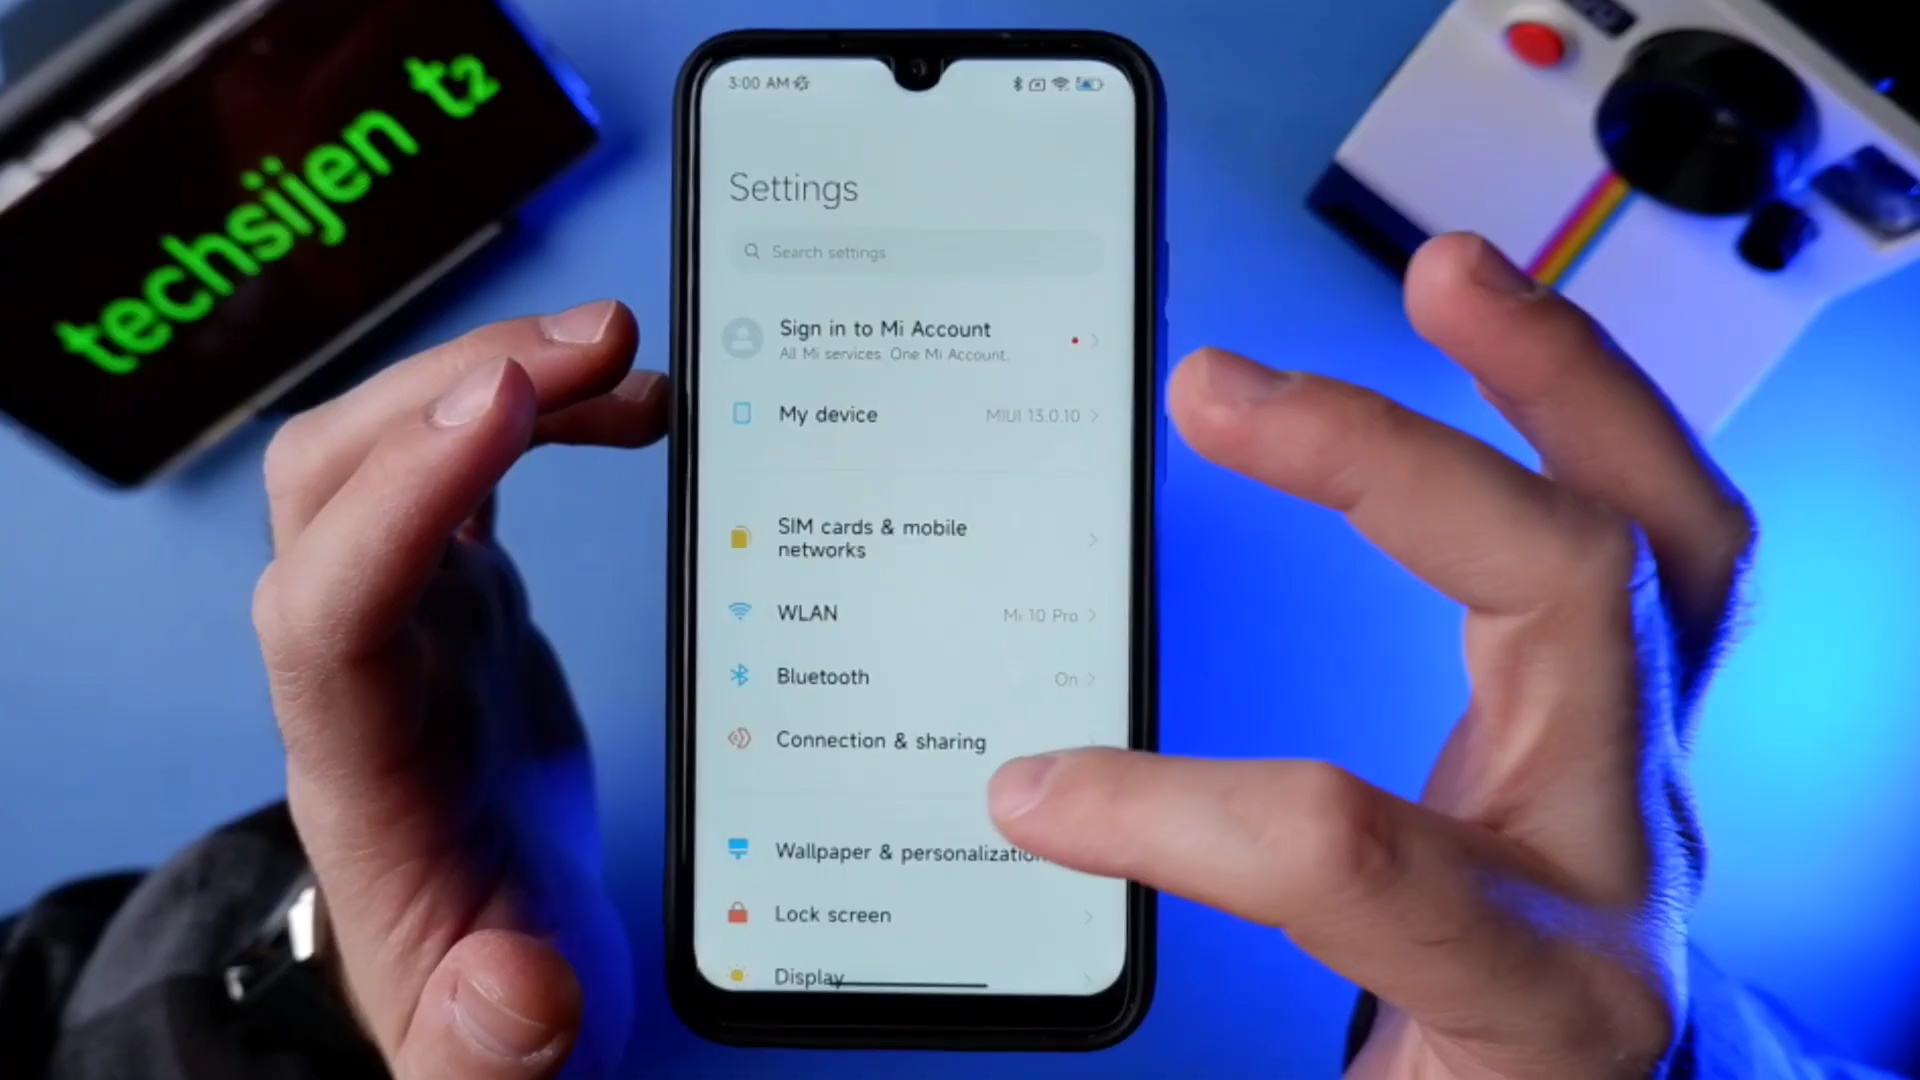 techsijen t2
3:00 AM
Settings
Search settings
Sign in to Mi Account
All Mi services. One Mi Account.
My device
MIUI 13.0.10
SIM cards & mobile
networks
WLAN
Mi 10 Pro
Bluetooth
On
Connection & sharing
Wallpaper & personalization
Lock screen
Display